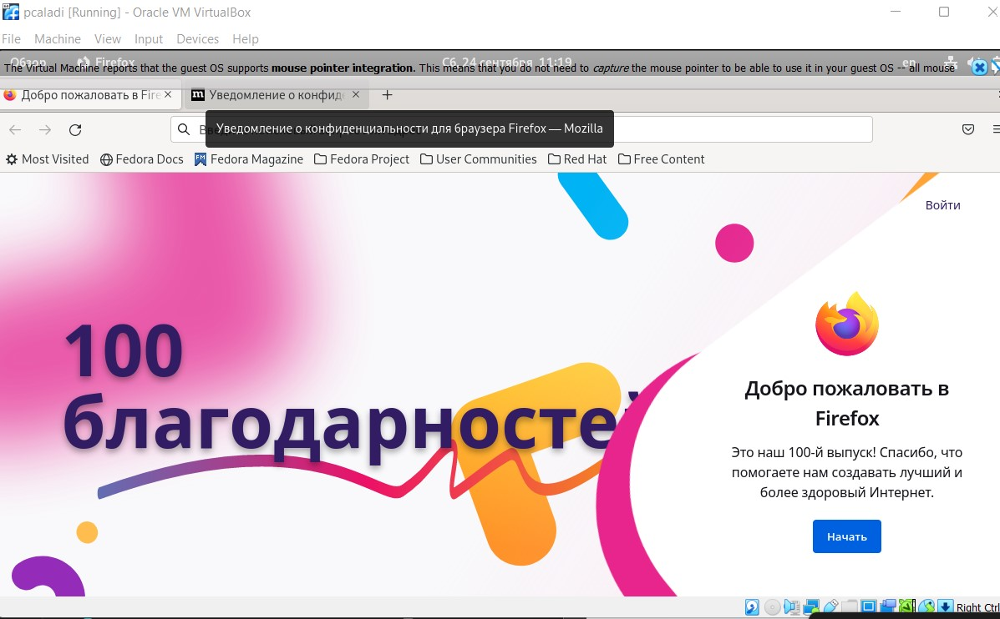 pcaladi [Running] - Oracle VM VirtualBox
File Machine View Input Devices Help
Обзор Firefox Сб, 24 сентября 11:19 en
The Virtual Machine reports that the guest OS supports mouse pointer integration. This means that you do not need to capture the mouse pointer to be able to use it in your guest OS -- all mouse
Добро пожаловать в Fire Уведомление о конфид
Уведомление о конфиденциальности для браузера Firefox — Mozilla
Most Visited Fedora Docs Fedora Magazine Fedora Project User Communities Red Hat Free Content
Войти
100
благодарностей
Добро пожаловать в
Firefox
Это наш 100-й выпуск! Спасибо, что
помогаете нам создавать лучший и
более здоровый Интернет.
Начать
Right Ctrl